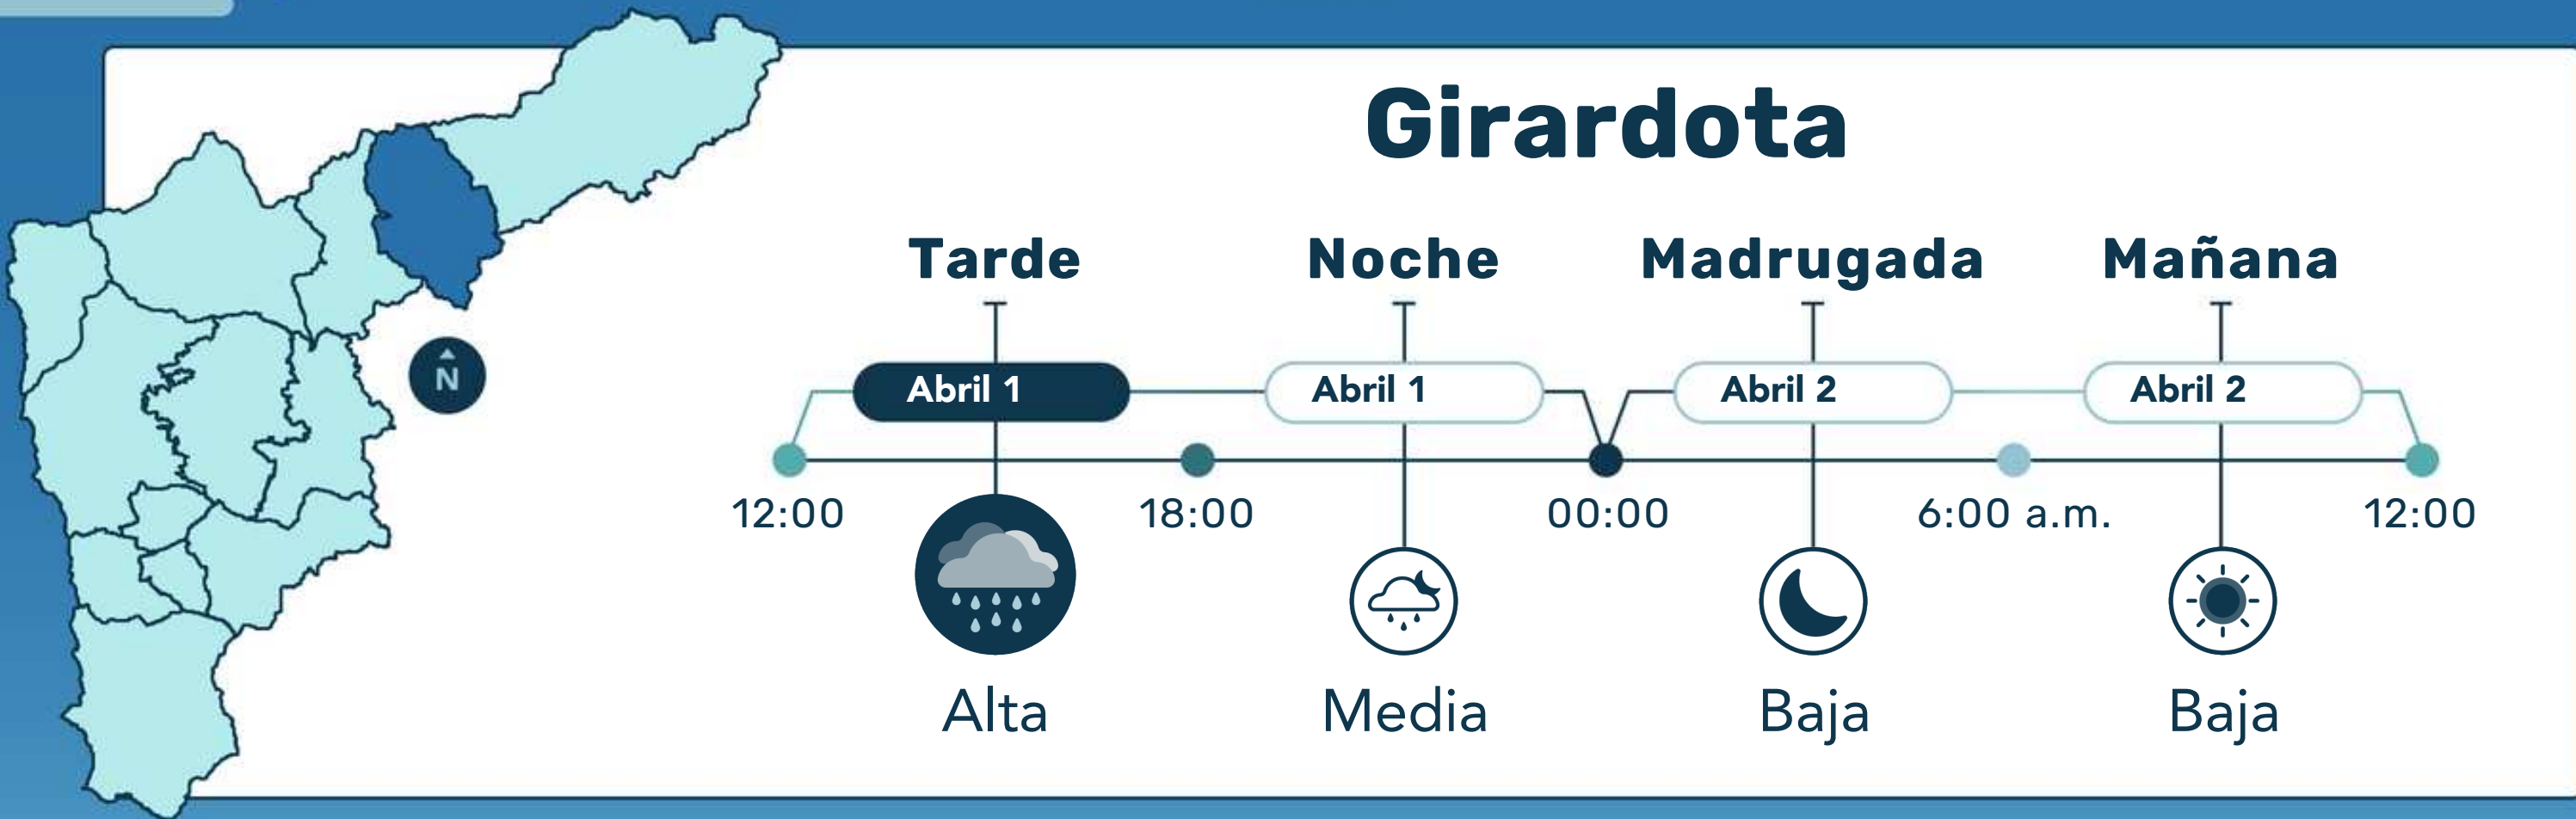 Girardota
Tarde Noche Madrugada Mañana
Abril 1 Abril 1 Abril 2 Abril 2
N
12:00 18:00 00:00 6:00 a.m. 12:00
Alta Media Baja Baja